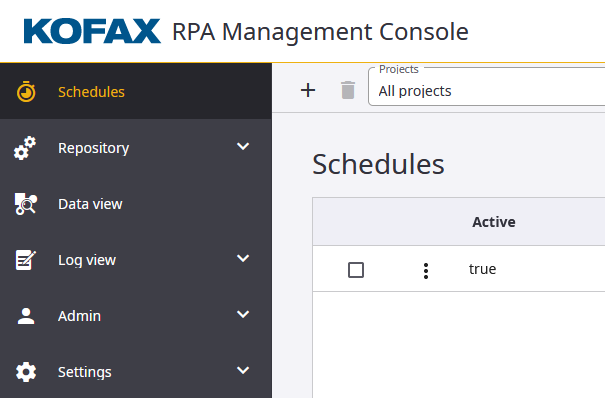 KOFAX RPA Management Console
Schedules
Repository
Data view
Log view
Admin
Settings
Projects
All projects
Schedules
Active
true